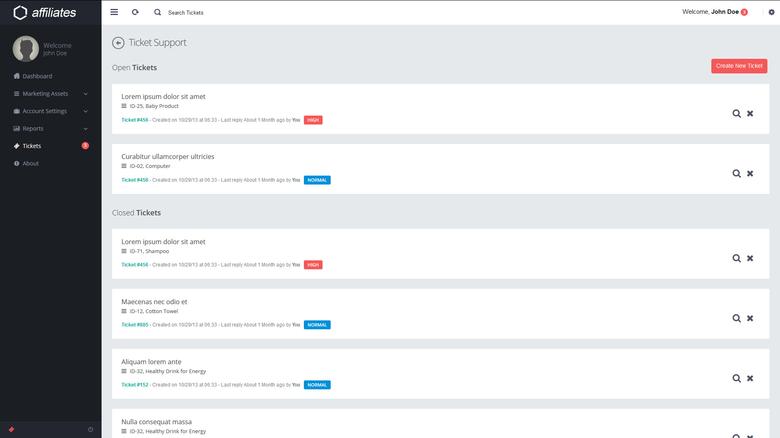 affiliates
Search Tickets
Welcome, John Doe
Welcome
John Doe
Dashboard
Marketing Assets
Account Settings
Reports
Tickets
About
Ticket Support
Open Tickets
Create New Ticket
Lorem ipsum dolor sit amet
ID-25, Baby Product
Ticket #456 - Created on 10/29/13 at 06:33 - Last reply About 1 Month ago by You HIGH
Curabitur ullamcorper ultricies
ID-02, Computer
Ticket #456 - Created on 10/29/13 at 06:33 - Last reply About 1 Month ago by You NORMAL
Closed Tickets
Lorem ipsum dolor sit amet
ID-71, Shampoo
Ticket #456 - Created on 10/29/13 at 06:33 - Last reply About 1 Month ago by You HIGH
Maecenas nec odio et
ID-12, Cotton Towel
Ticket #885 - Created on 10/29/13 at 06:33 - Last reply About 1 Month ago by You NORMAL
Aliquam lorem ante
ID-32, Healthy Drink for Energy
Ticket #152 - Created on 10/29/13 at 06:33 - Last reply About 1 Month ago by You NORMAL
Nulla consequat massa
ID-32, Healthy Drink for Energy